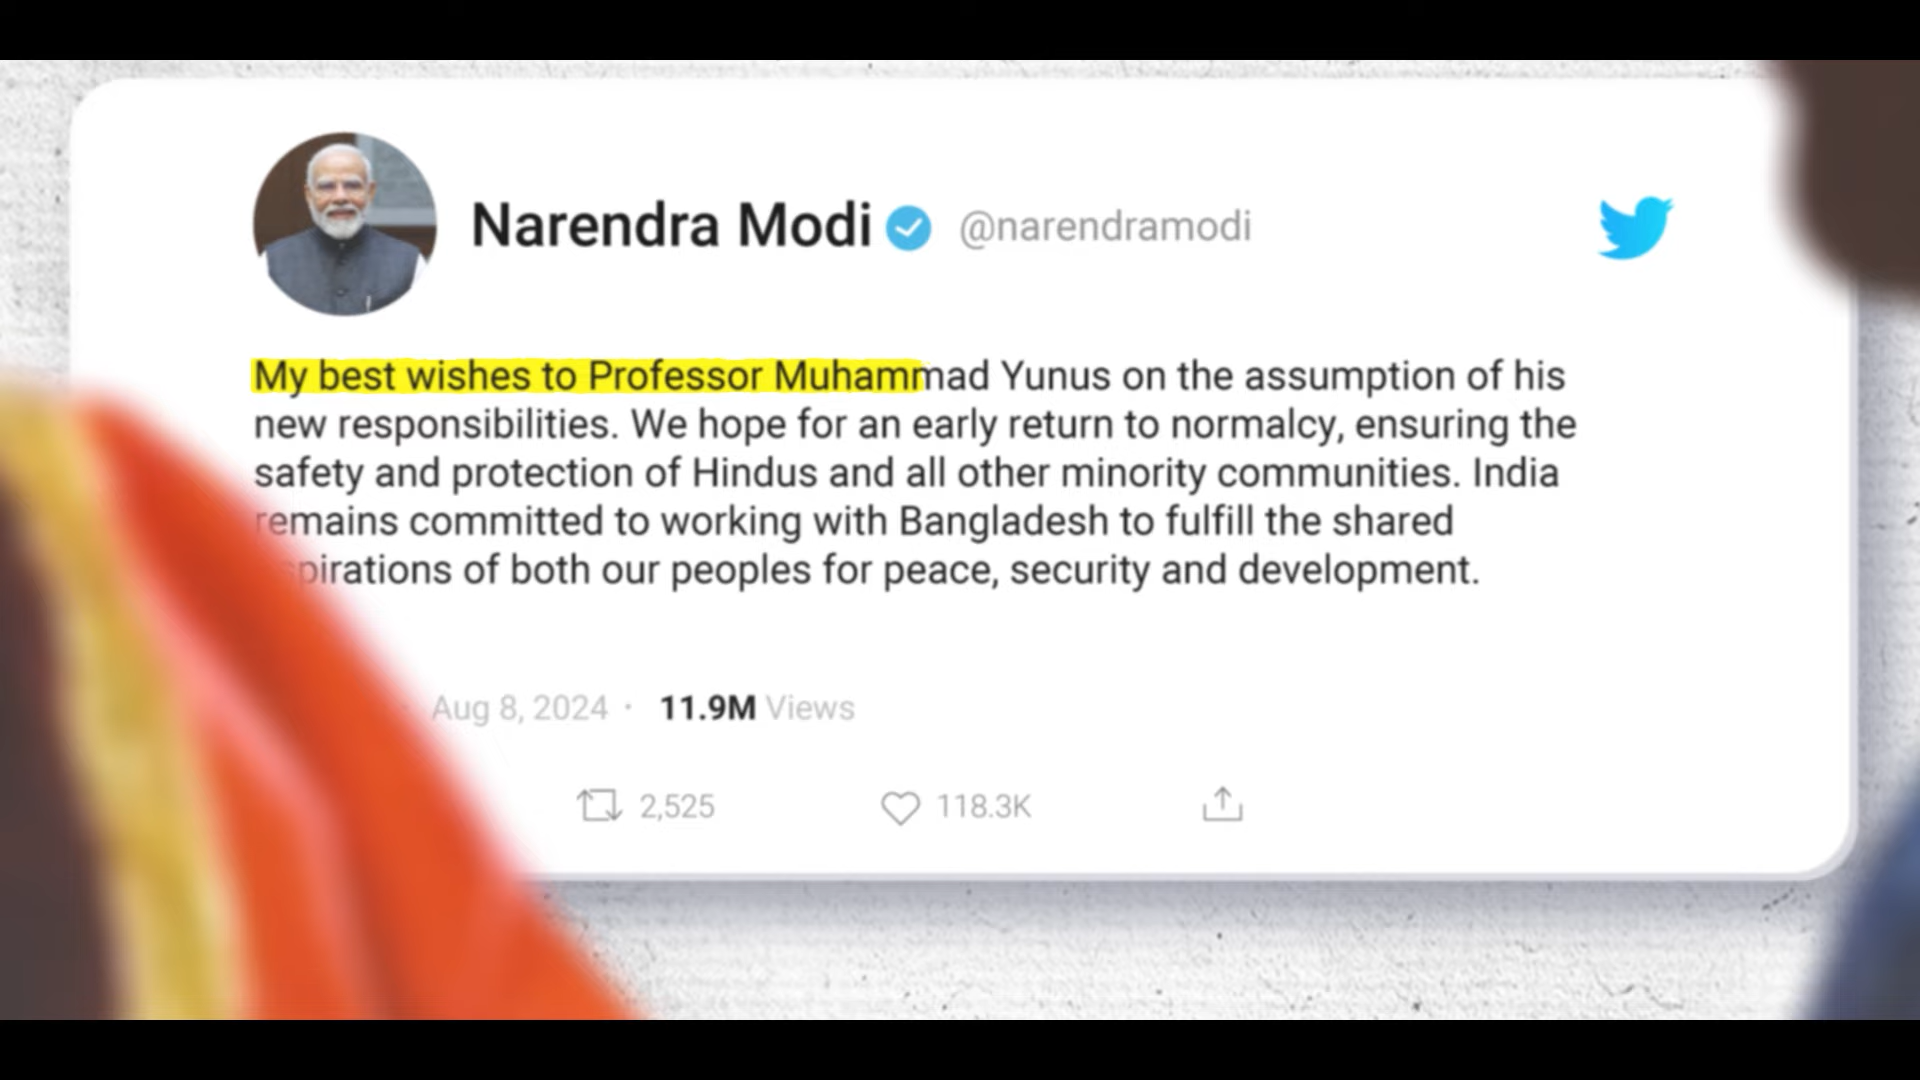 Narendra Modi @narendramodi
My best wishes to Professor Muhammad Yunus on the assumption of his
new responsibilities. We hope for an early return to normalcy, ensuring the
safety and protection of Hindus and all other minority communities. India
remains committed to working with Bangladesh to fulfill the shared
spirations of both our peoples for peace, security and development.
· Aug 8, 2024 · 11.9M Views
2,525 118.3K